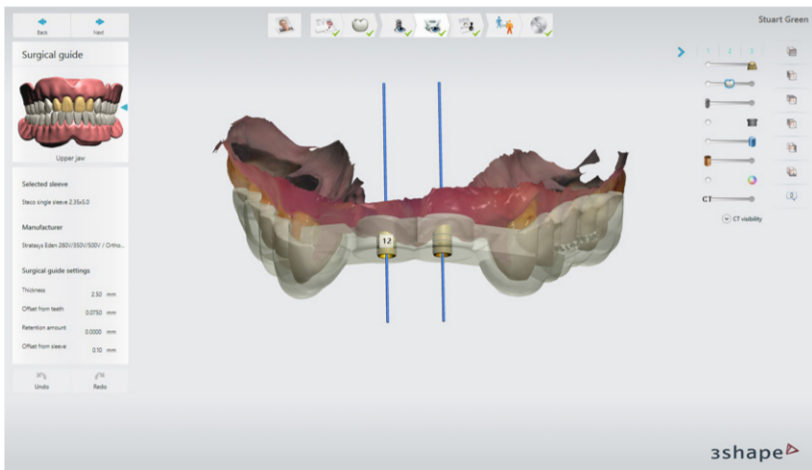 Stuart Green
Back
Next
1 2 3
Surgical guide
Upper jaw
Selected sleeve
Steco single sleeve 2.35x5.0
Manufacturer
Stratasys Eden 260V/350V/500V / Ortho...
Surgical guide settings
Thickness 2.50 mm
Offset from teeth 0.0750 mm
Retention amount 0.0000 mm
Offset from sleeve 0.10 mm
Undo
Redo
12
CT
CT visibility
3shape